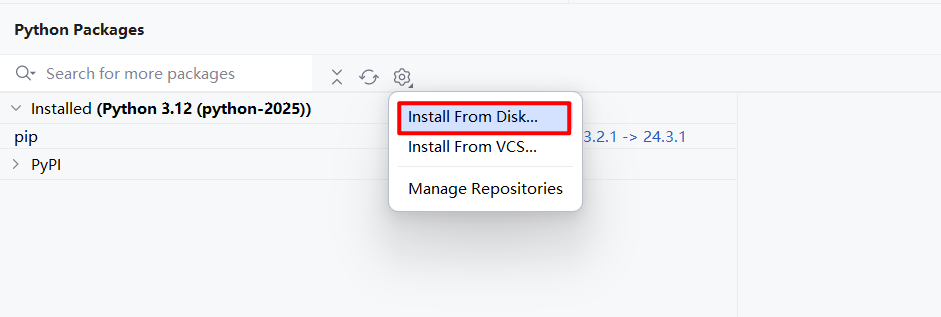 Python Packages
Search for more packages
Installed (Python 3.12 (python-2025))
Install From Disk...
pip
3.2.1 -> 24.3.1
Install From VCS...
PyPI
Manage Repositories